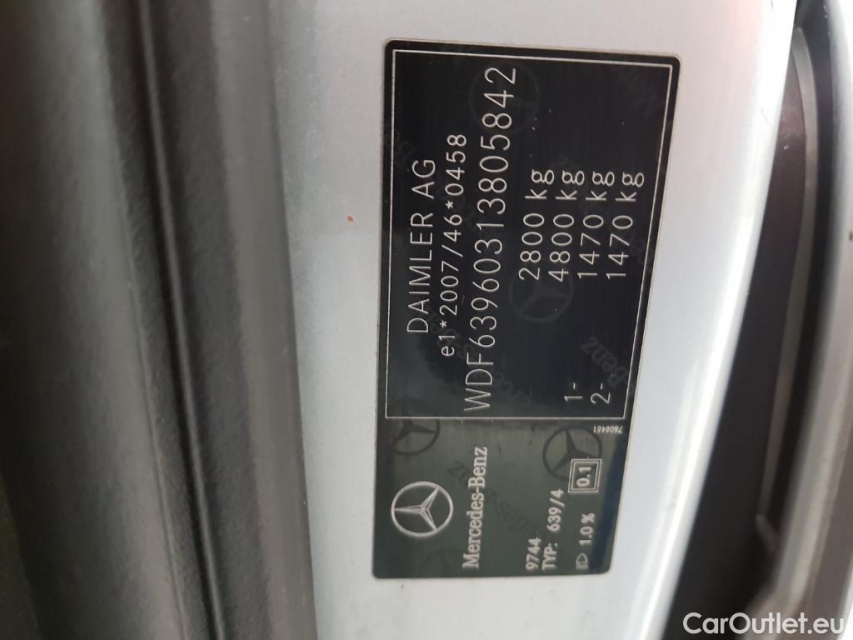 DAIMLER AG
e1*2007/46*0458
WDF63960313805842
2800 kg
4800 kg
1- 1470 kg
2- 1470 kg
Mercedes-Benz
9744
TYP: 639/4
1.0 % 0.1
7806461
CarOutlet.eu